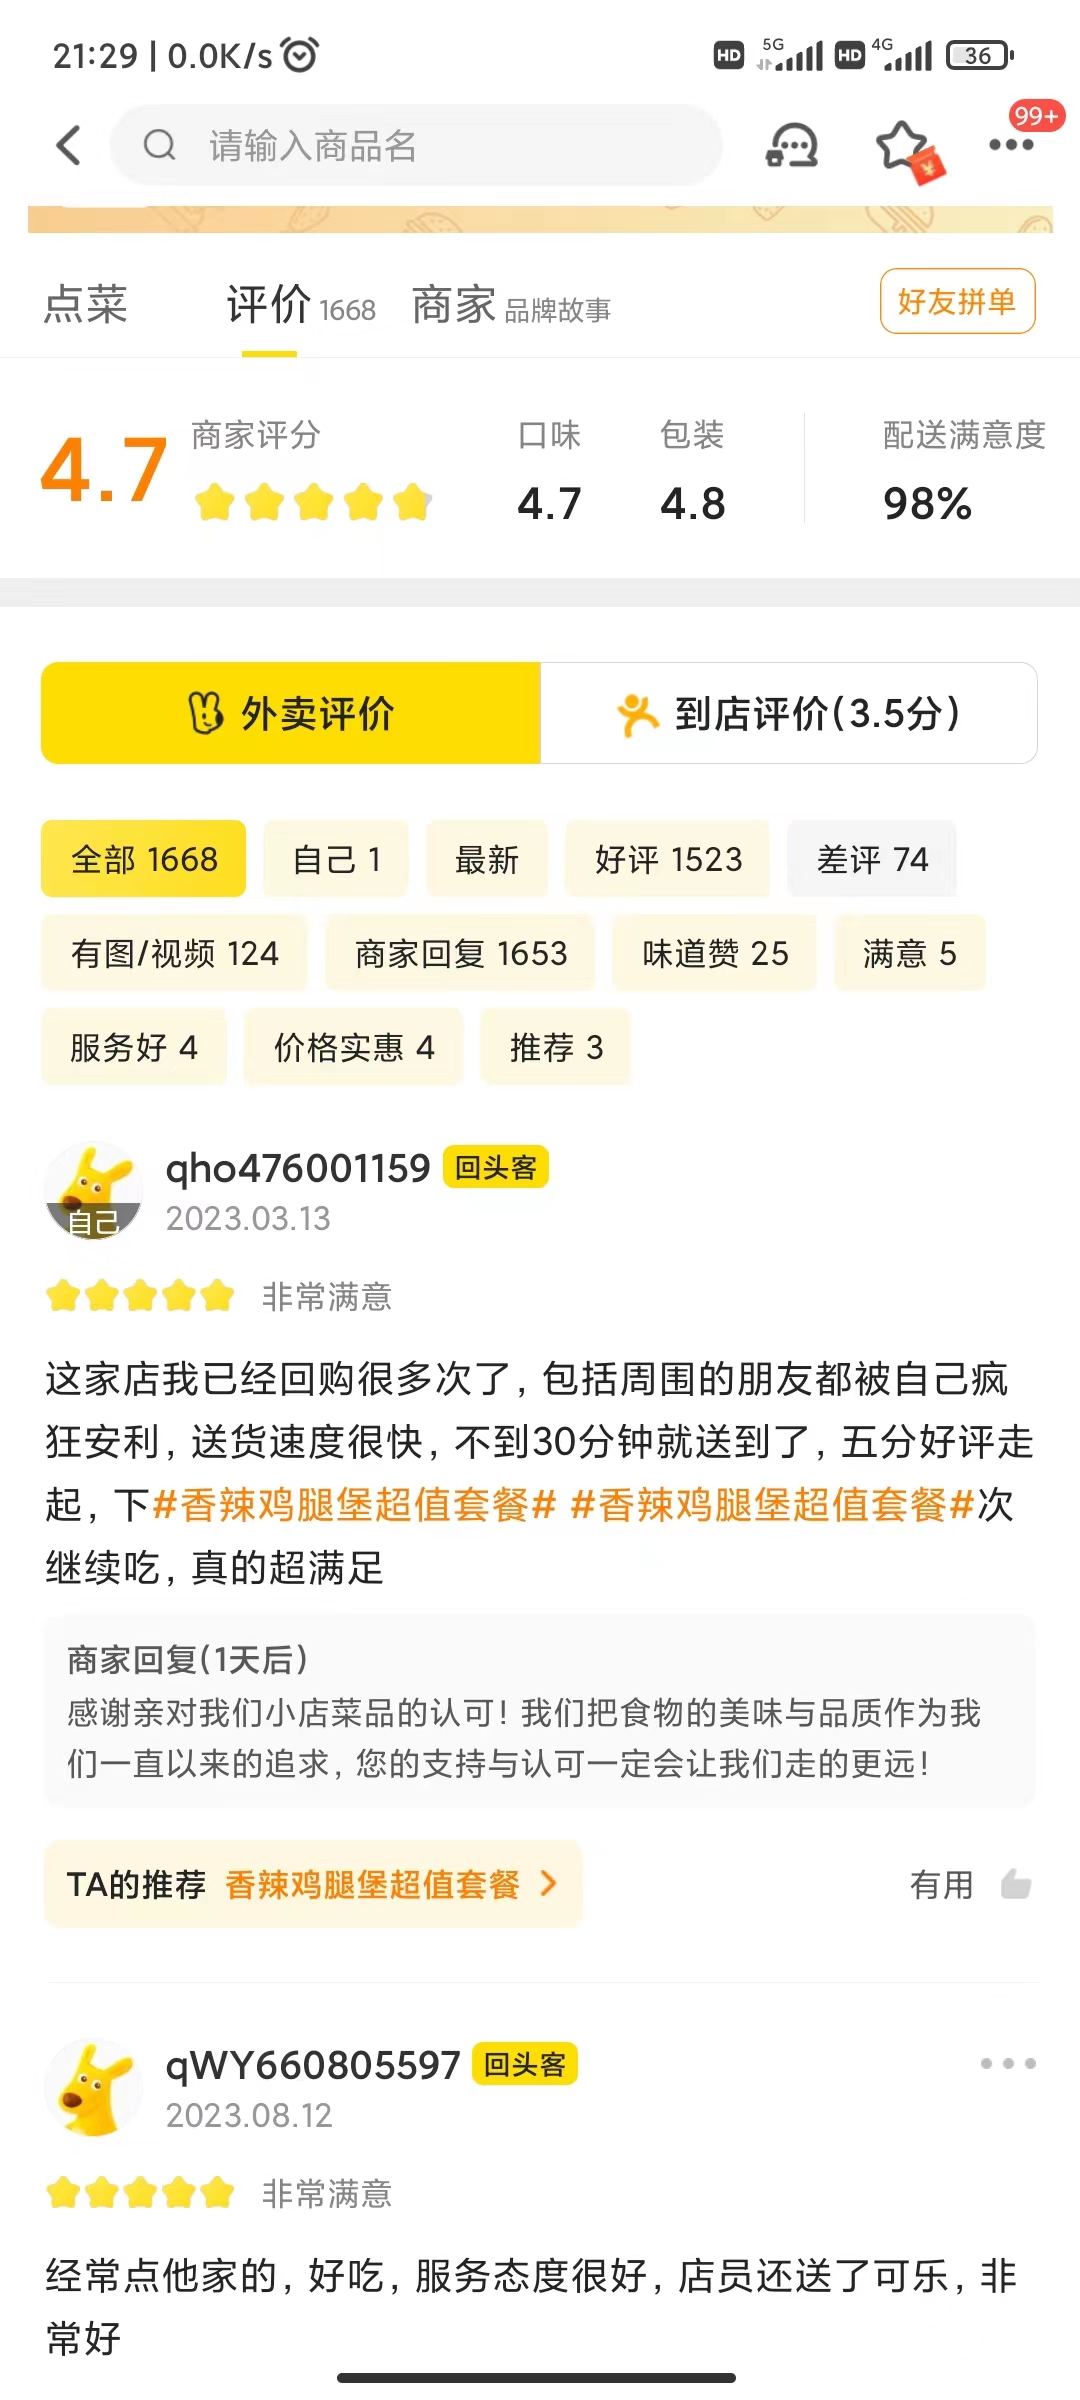 21:29 | 0.0K/s
HD 5G HD 4G 36
请输入商品名
99+
点菜 评价 1668 商家 品牌故事 好友拼单
4.7 商家评分 口味 4.7 包装 4.8 配送满意度 98%
外卖评价 到店评价(3.5分)
全部 1668 自己 1 最新 好评 1523 差评 74
有图/视频 124 商家回复 1653 味道赞 25 满意 5
服务好 4 价格实惠 4 推荐 3
qho476001159 回头客
自己
2023.03.13
非常满意
这家店我已经回购很多次了,包括周围的朋友都被自己疯
狂安利,送货速度很快,不到30分钟就送到了,五分好评走
起,下#香辣鸡腿堡超值套餐# #香辣鸡腿堡超值套餐#次
继续吃,真的超满足
商家回复(1天后)
感谢亲对我们小店菜品的认可!我们把食物的美味与品质作为我
们一直以来的追求,您的支持与认可一定会让我们走的更远!
TA的推荐 香辣鸡腿堡超值套餐 有用
qWY660805597 回头客
2023.08.12
非常满意
经常点他家的,好吃,服务态度很好,店员还送了可乐,非
常好